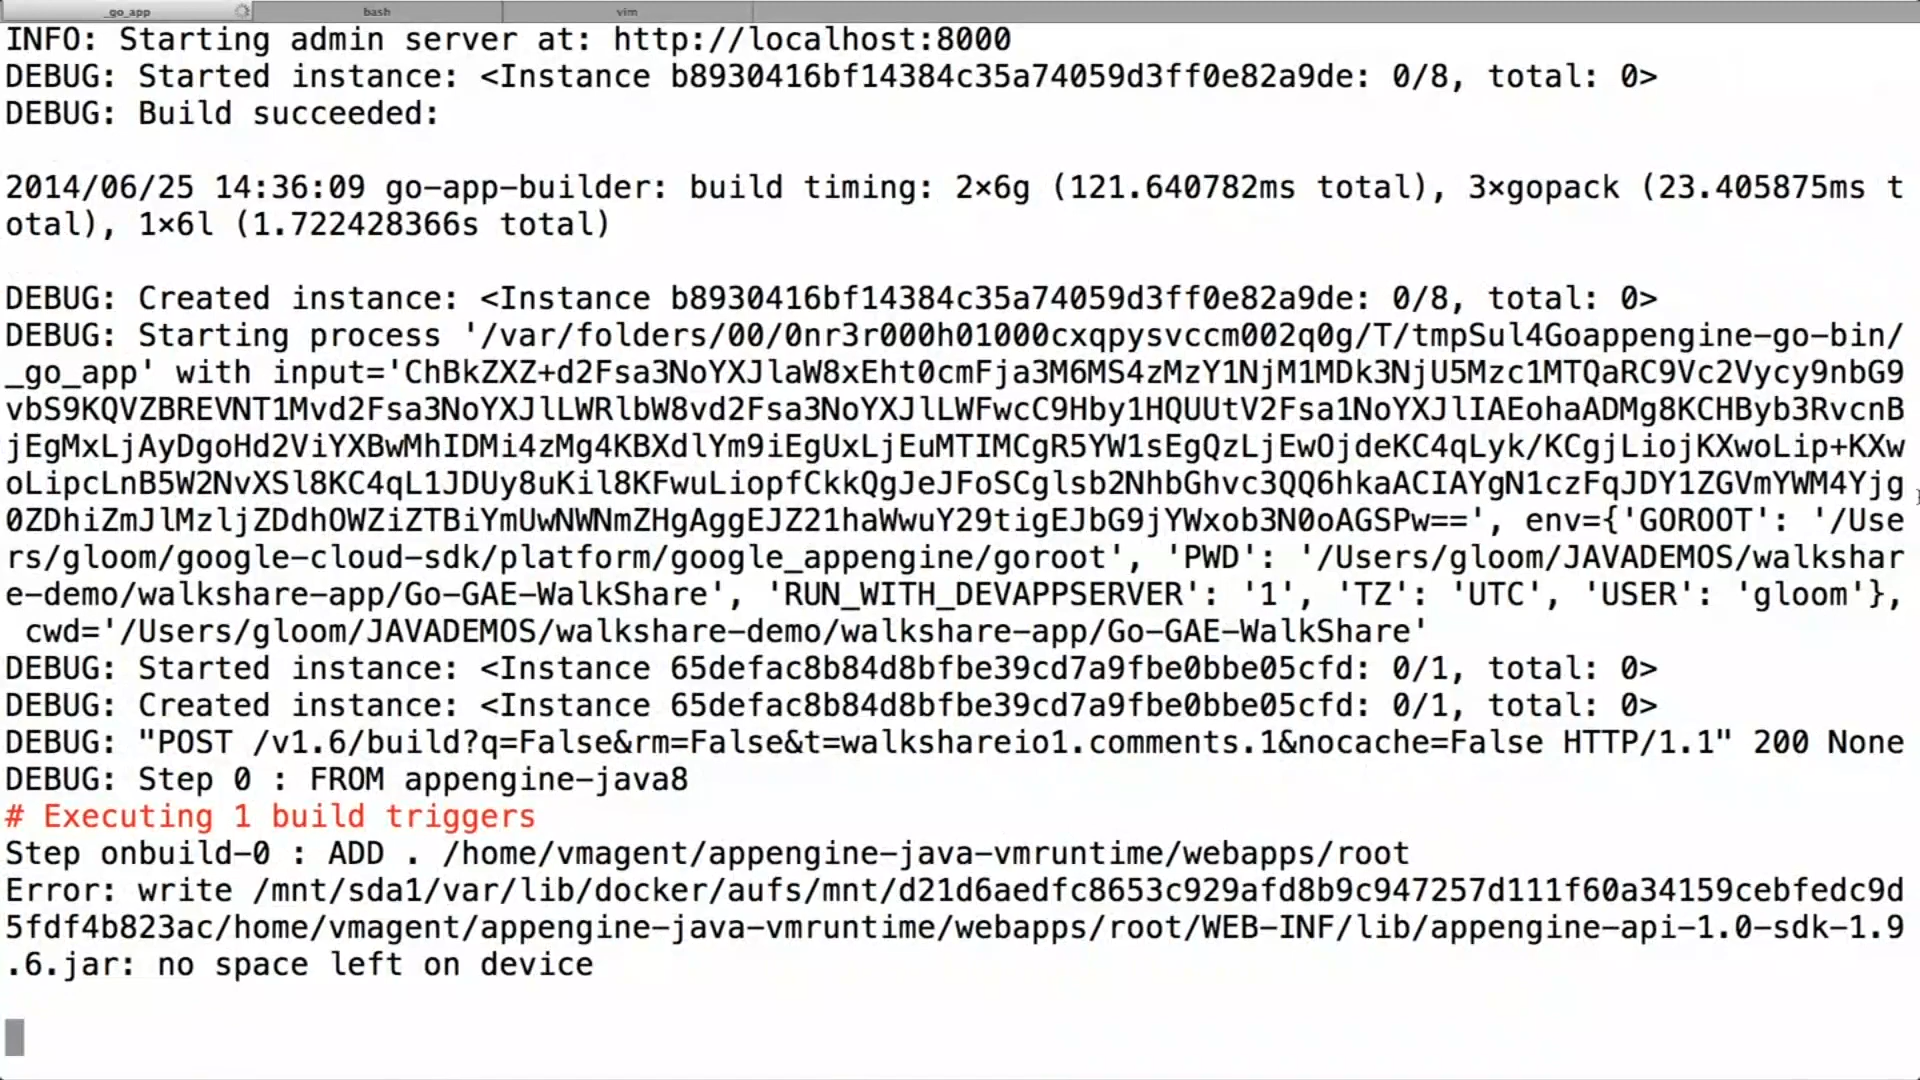 _go_app
bash
vim
INFO: Starting admin server at: http://localhost:8000
DEBUG: Started instance: <Instance b8930416bf14384c35a74059d3ff0e82a9de: 0/8, total: 0>
DEBUG: Build succeeded:
2014/06/25 14:36:09 go-app-builder: build timing: 2×6g (121.640782ms total), 3×gopack (23.405875ms t
otal), 1×6l (1.722428366s total)
DEBUG: Created instance: <Instance b8930416bf14384c35a74059d3ff0e82a9de: 0/8, total: 0>
DEBUG: Starting process '/var/folders/00/0nr3r000h01000cxqpysvccm002q0g/T/tmpSul4Goappengine-go-bin/
_go_app' with input='ChBkZXZ+d2Fsa3NoYXJlaW8xEht0cmFja3M6MS4zMzY1NjM1MDk3NjU5Mzc1MTQaRC9Vc2Vycy9nbG9
vbS9KQVZBREVNT1Mvd2Fsa3NoYXJlLWRlbW8vd2Fsa3NoYXJlLWFwcC9Hby1HQUUtV2Fsa1NoYXJlIAEohaADMg8KCHByb3RvcnB
jEgMxLjAyDgoHd2ViYXBwMhIDMi4zMg4KBXdlYm9iEgUxLjEuMTIMCgR5YW1sEgQzLjEwOjdeKC4qLyk/KCgjLiojKXwoLip+KXw
oLipcLnB5W2NvXSl8KC4qL1JDUy8uKil8KFwuLiopfCkkQgJeJFoSCglsb2NhbGhvc3QQ6hkaACIAYgN1czFqJDY1ZGVmYWM4Yjg
0ZDhiZmJlMzljZDdhOWZiZTBiYmUwNWNmZHgAggEJZ21haWwuY29tigEJbG9jYWxob3N0oAGSPw==', env={'GOROOT': '/Use
rs/gloom/google-cloud-sdk/platform/google_appengine/goroot', 'PWD': '/Users/gloom/JAVADEMOS/walkshar
e-demo/walkshare-app/Go-GAE-WalkShare', 'RUN_WITH_DEVAPPSERVER': '1', 'TZ': 'UTC', 'USER': 'gloom'},
cwd='/Users/gloom/JAVADEMOS/walkshare-demo/walkshare-app/Go-GAE-WalkShare'
DEBUG: Started instance: <Instance 65defac8b84d8bfbe39cd7a9fbe0bbe05cfd: 0/1, total: 0>
DEBUG: Created instance: <Instance 65defac8b84d8bfbe39cd7a9fbe0bbe05cfd: 0/1, total: 0>
DEBUG: "POST /v1.6/build?q=False&rm=False&t=walkshareio1.comments.1&nocache=False HTTP/1.1" 200 None
DEBUG: Step 0 : FROM appengine-java8
# Executing 1 build triggers
Step onbuild-0 : ADD . /home/vmagent/appengine-java-vmruntime/webapps/root
Error: write /mnt/sda1/var/lib/docker/aufs/mnt/d21d6aedfc8653c929afd8b9c947257d111f60a34159cebfedc9d
5fdf4b823ac/home/vmagent/appengine-java-vmruntime/webapps/root/WEB-INF/lib/appengine-api-1.0-sdk-1.9
.6.jar: no space left on device